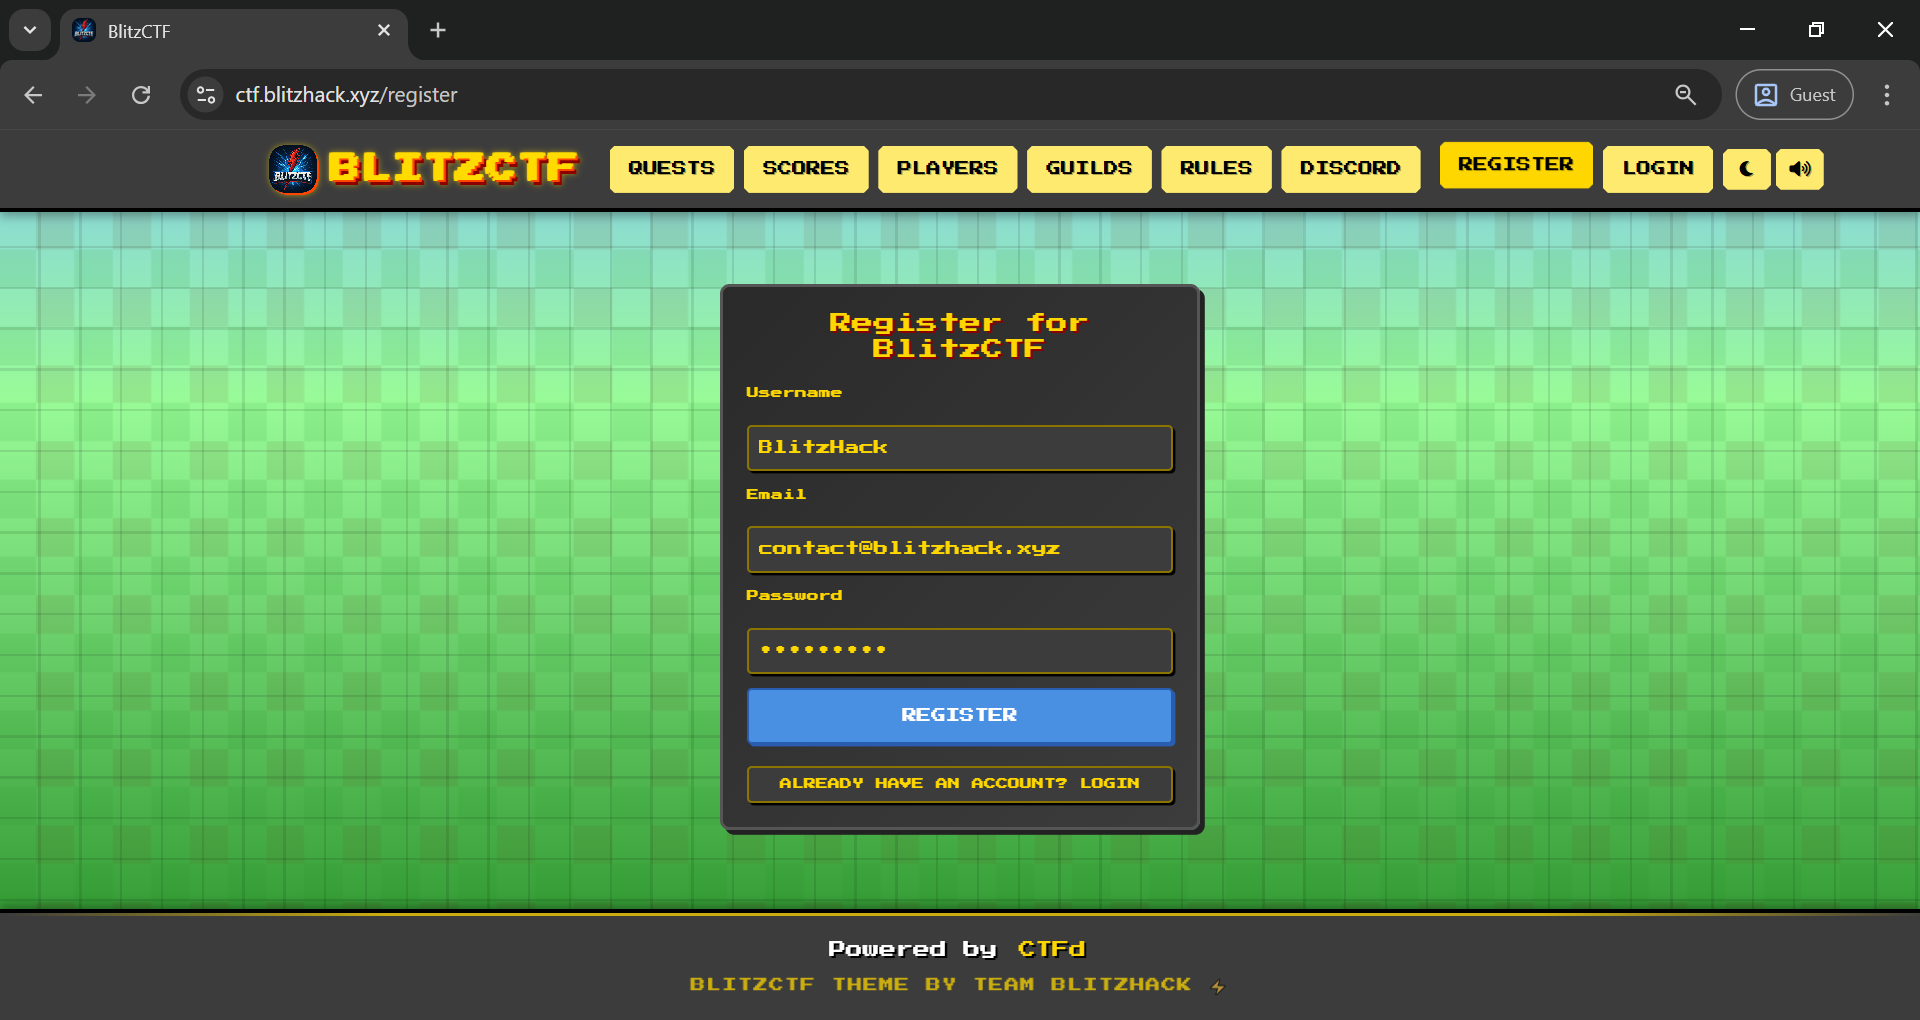 BlitzCTF
ctf.blitzhack.xyz/register
Guest
BLITZCTF
BLITZCTF
QUESTS
SCORES
PLAYERS
GUILDS
RULES
DISCORD
REGISTER
LOGIN
Register for
BlitzCTF
Username
BlitzHack
Email
contact@blitzhack.xyz
Password
•••••••••
REGISTER
ALREADY HAVE AN ACCOUNT? LOGIN
Powered by CTFd
BLITZCTF THEME BY TEAM BLITZHACK